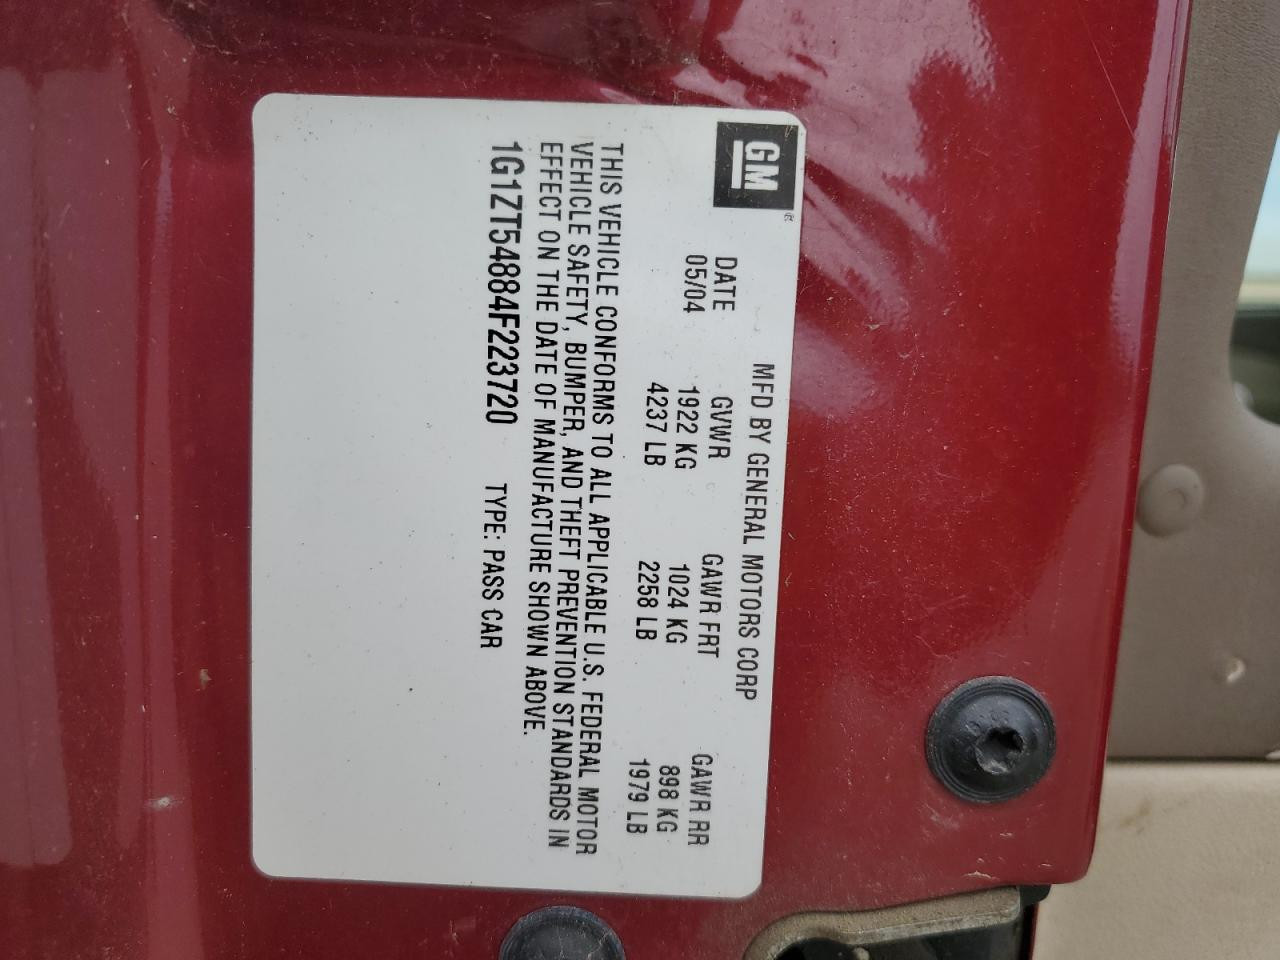 GM
MFD BY GENERAL MOTORS CORP
DATE GVWR GAWR FRT GAWR RR
05/04 1922 KG 1024 KG 898 KG
4237 LB 2258 LB 1979 LB
THIS VEHICLE CONFORMS TO ALL APPLICABLE U.S. FEDERAL MOTOR
VEHICLE SAFETY, BUMPER, AND THEFT PREVENTION STANDARDS IN
EFFECT ON THE DATE OF MANUFACTURE SHOWN ABOVE.
1G1ZT54884F223720 TYPE: PASS CAR